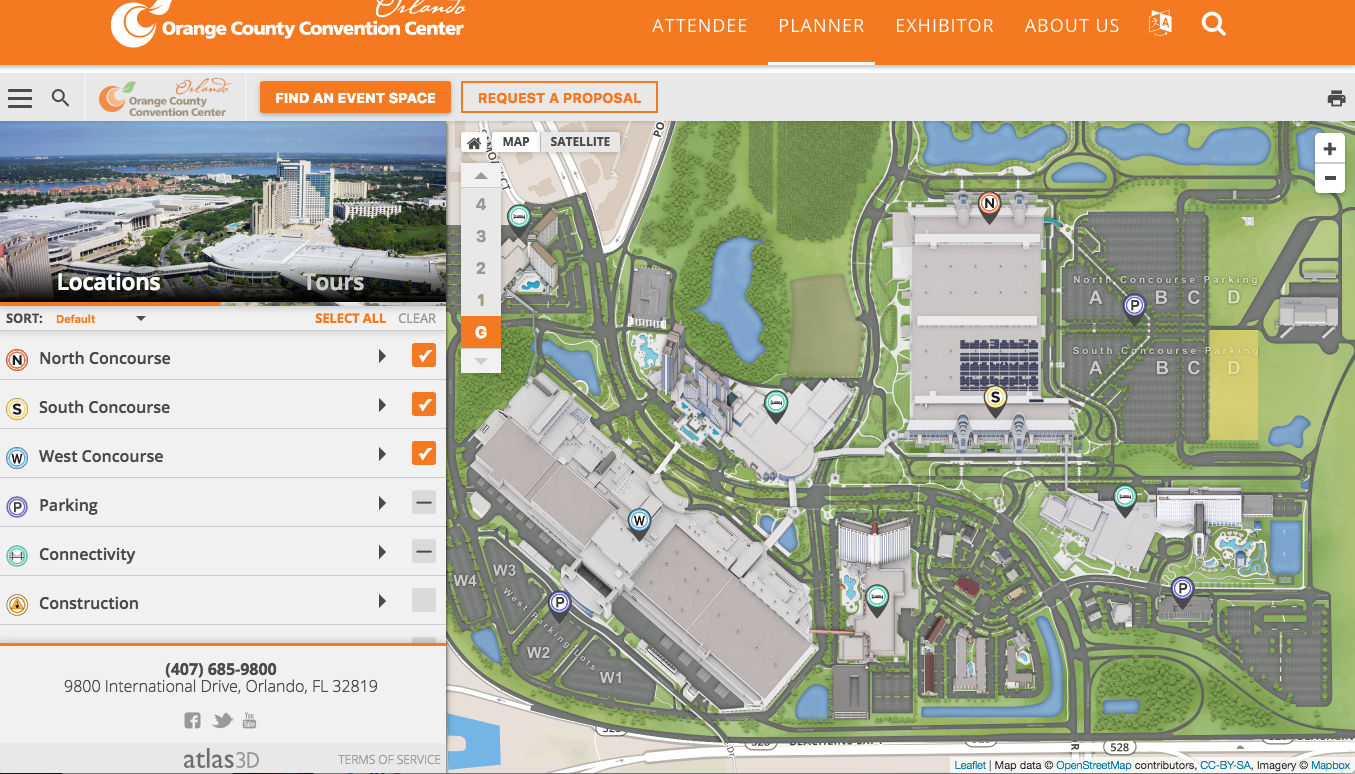 Orlando
Orange County Convention Center
ATTENDEE PLANNER EXHIBITOR ABOUT US
Orlando
Orange County
Convention Center
FIND AN EVENT SPACE REQUEST A PROPOSAL
MAP SATELLITE
Locations Tours
SORT: Default SELECT ALL CLEAR
N North Concourse
S South Concourse
W West Concourse
P Parking
Connectivity
Construction
(407) 685-9800
9800 International Drive, Orlando, FL 32819
You
Tube
atlas3D TERMS OF SERVICE
4
3
2
1
G
+
−
N
North Concourse Parking
A B C D
P
South Concourse Parking
A B C D
S
W
W4 W3
P
West Parking Lots
W2
W1
P
528
528
Leaflet | Map data © OpenStreetMap contributors, CC-BY-SA, Imagery © Mapbox